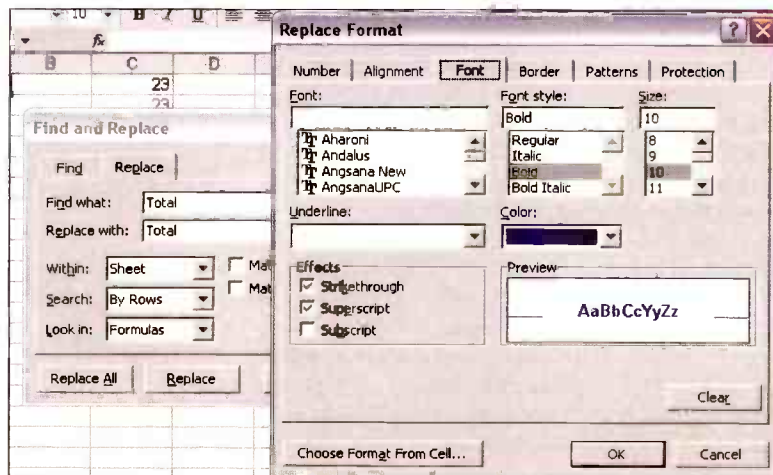 10 B I U
fx
B C D
23
23
Find and Replace
Find Replace
Find what: Total
Replace with: Total
Within: Sheet
Search: By Rows
Look in: Formulas
Mat
Mat
Replace All Replace
Replace Format
Number Alignment Font Border Patterns Protection
Font: Font style: Size:
Bold 10
Aharoni Regular 8
Andalus Italic 9
Angsana New Bold 10
AngsanaUPC Bold Italic 11
Underline: Color:
Effects Preview
Strikethrough
Superscript
Subscript
AaBbCcYyZz
Clear
Choose Format From Cell... OK Cancel